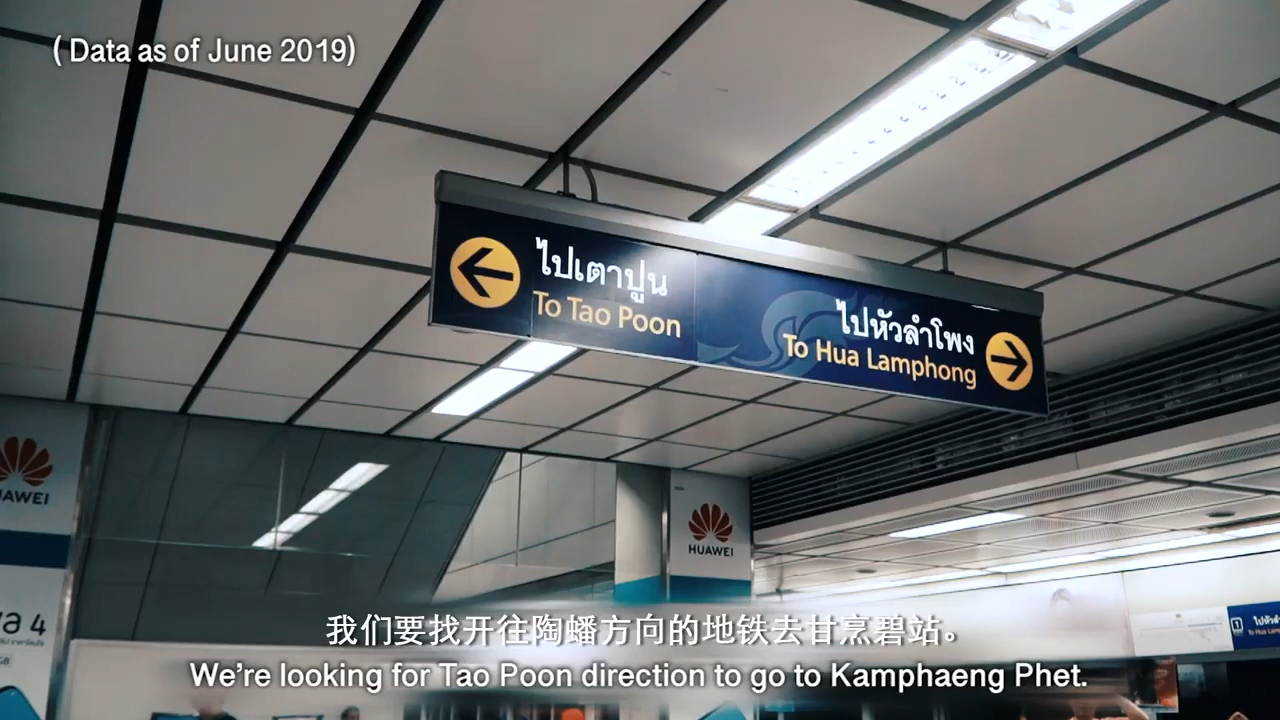 ( Data as of June 2019)
ไปเตาปูน
To Tao Poon
ไปหัวลำโพง
To Hua Lamphong
HUAWEI
HUAWEI
4
我们要找开往陶蟠方向的地铁去甘烹碧站。
We're looking for Tao Poon direction to go to Kamphaeng Phet.